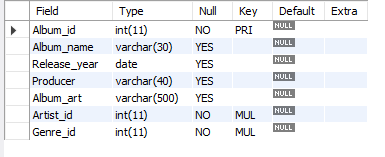 Field Type Null Key Default Extra
Album_id int(11) NO PRI NULL
Album_name varchar(30) YES NULL
Release_year date YES NULL
Producer varchar(40) YES NULL
Album_art varchar(500) YES NULL
Artist_id int(11) NO MUL NULL
Genre_id int(11) NO MUL NULL